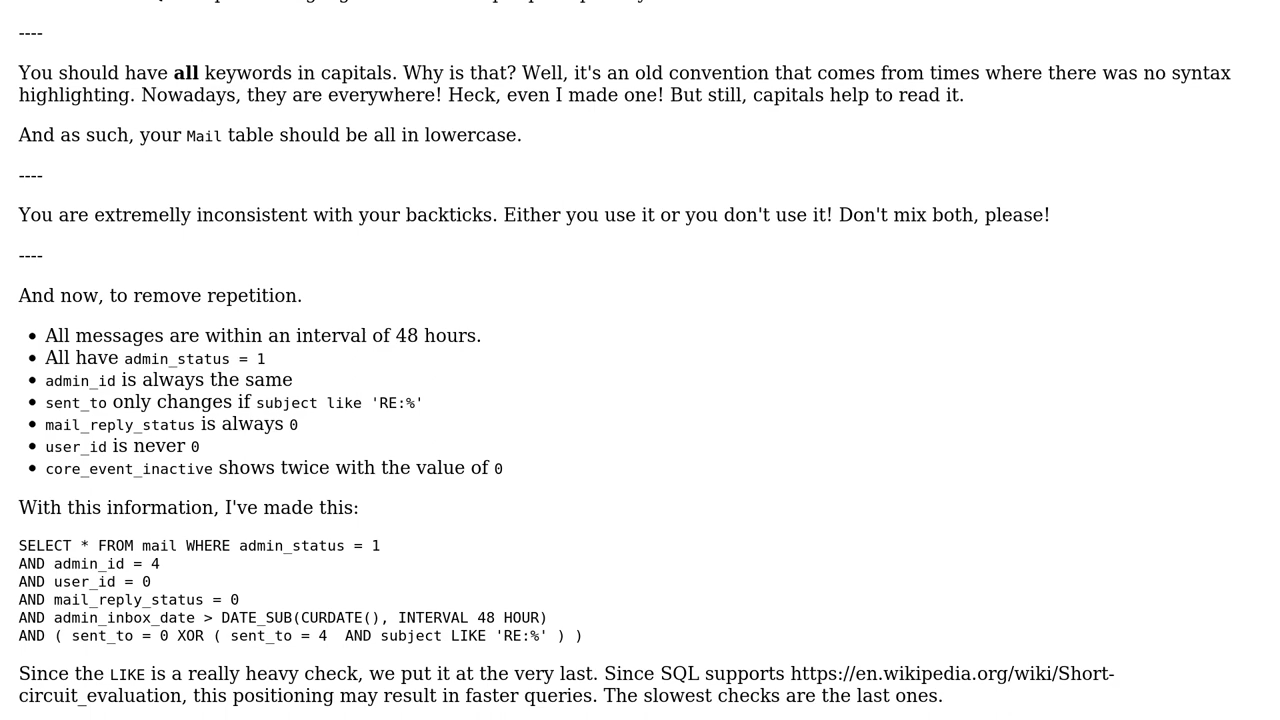 ----
You should have all keywords in capitals. Why is that? Well, it's an old convention that comes from times where there was no syntax
highlighting. Nowadays, they are everywhere! Heck, even I made one! But still, capitals help to read it.
And as such, your Mail table should be all in lowercase.
----
You are extremelly inconsistent with your backticks. Either you use it or you don't use it! Don't mix both, please!
----
And now, to remove repetition.
• All messages are within an interval of 48 hours.
• All have admin_status = 1
• admin_id is always the same
• sent_to only changes if subject like 'RE:%'
• mail_reply_status is always 0
• user_id is never 0
• core_event_inactive shows twice with the value of 0
With this information, I've made this:
SELECT * FROM mail WHERE admin_status = 1
AND admin_id = 4
AND user_id = 0
AND mail_reply_status = 0
AND admin_inbox_date > DATE_SUB(CURDATE(), INTERVAL 48 HOUR)
AND ( sent_to = 0 XOR ( sent_to = 4  AND subject LIKE 'RE:%' ) )
Since the LIKE is a really heavy check, we put it at the very last. Since SQL supports https://en.wikipedia.org/wiki/Short-
circuit_evaluation, this positioning may result in faster queries. The slowest checks are the last ones.